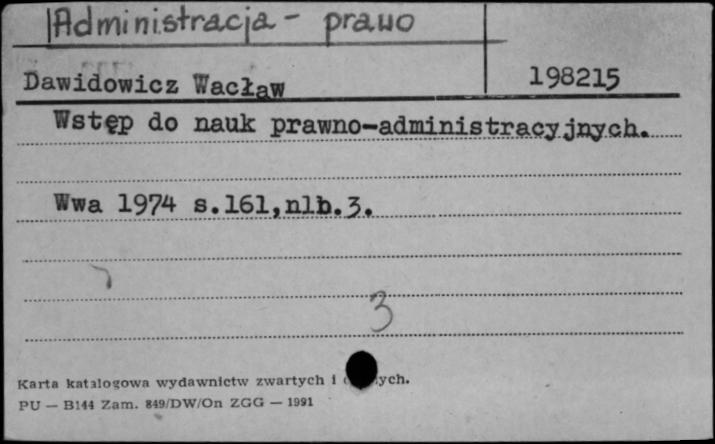 Administracja - prawo
Dawidowicz Wacław 198215
Wstęp do nauk prawno-administracyjnych.
Wwa 1974 s.161,nlb.3.
3
Karta katalogowa wydawnictw zwartych i
PU — B144 Zam. 849/DW/On ZGG — 1991